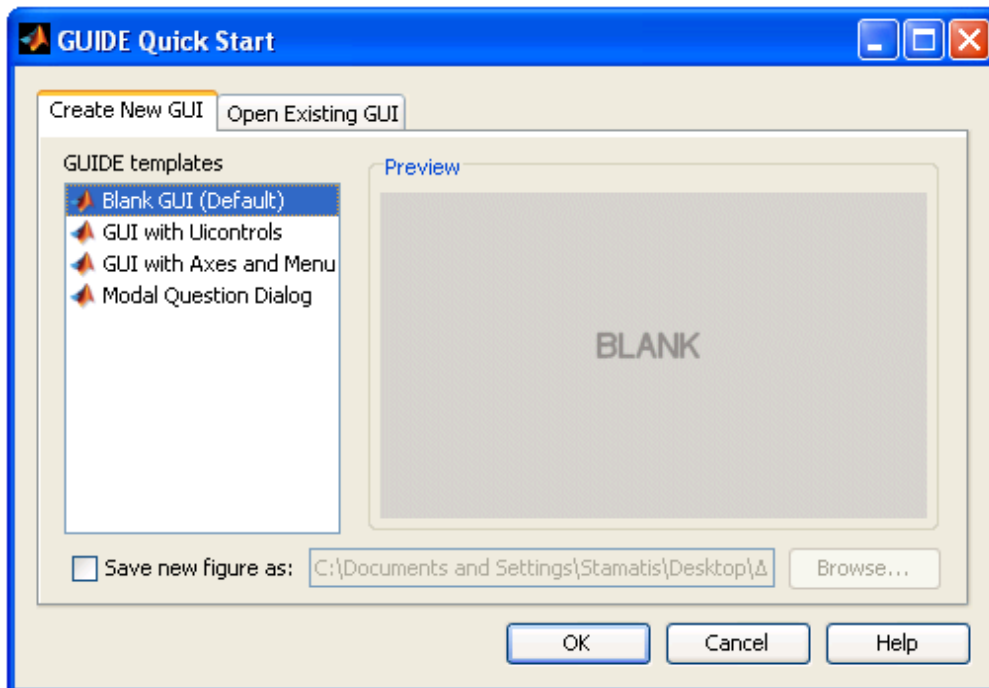 GUIDE Quick Start
Create New GUI
Open Existing GUI
GUIDE templates
Blank GUI (Default)
GUI with Uicontrols
GUI with Axes and Menu
Modal Question Dialog
Preview
BLANK
Save new figure as:
C:\Documents and Settings\Stamatis\Desktop\Δ
Browse...
OK
Cancel
Help